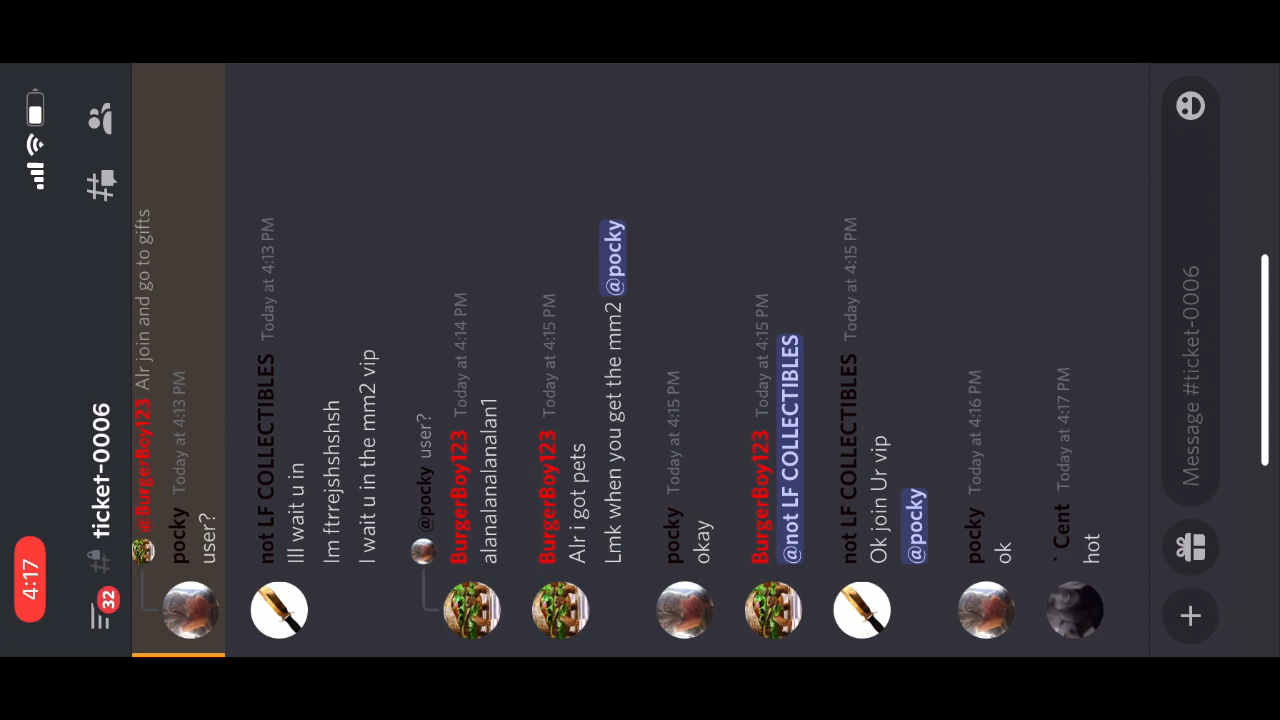 4:17
32
ticket-0006
@BurgerBoy123 Alr join and go to gifts
pocky Today at 4:13 PM
user?
not LF COLLECTIBLES Today at 4:13 PM
Ill wait u in
Im ftrrejshshshsh
I wait u in the mm2 vip
@pocky user?
BurgerBoy123 Today at 4:14 PM
alanalanalanalan1
BurgerBoy123 Today at 4:15 PM
Alr i got pets
Lmk when you get the mm2 @pocky
pocky Today at 4:15 PM
okay
BurgerBoy123 Today at 4:15 PM
@not LF COLLECTIBLES
not LF COLLECTIBLES Today at 4:15 PM
Ok join Ur vip
@pocky
pocky Today at 4:16 PM
ok
` Cent Today at 4:17 PM
hot
Message #ticket-0006